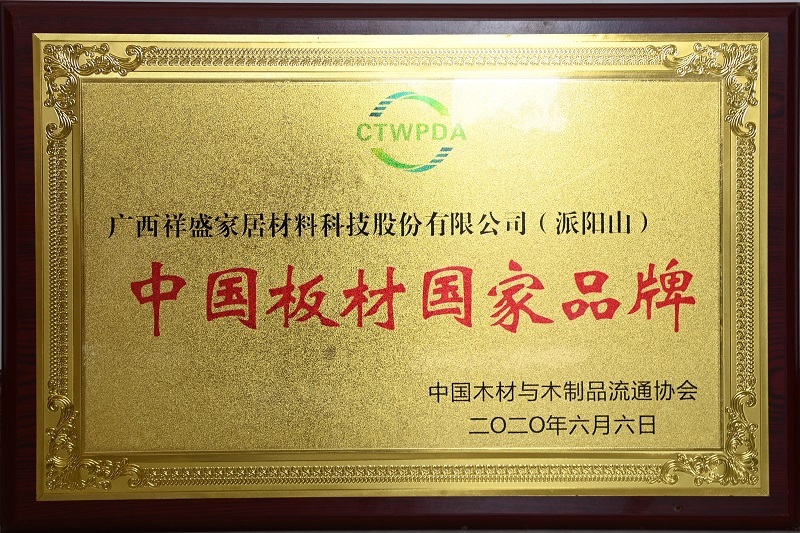 CTWPDA
广西祥盛家居材料科技股份有限公司（派阳山）
中国板材国家品牌
中国木材与木制品流通协会
二〇二〇年六月六日